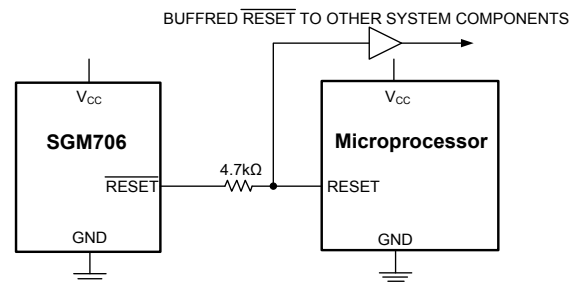 BUFFRED RESET TO OTHER SYSTEM COMPONENTS
VCC
VCC
SGM706
Microprocessor
4.7kΩ
RESET
RESET
GND
GND